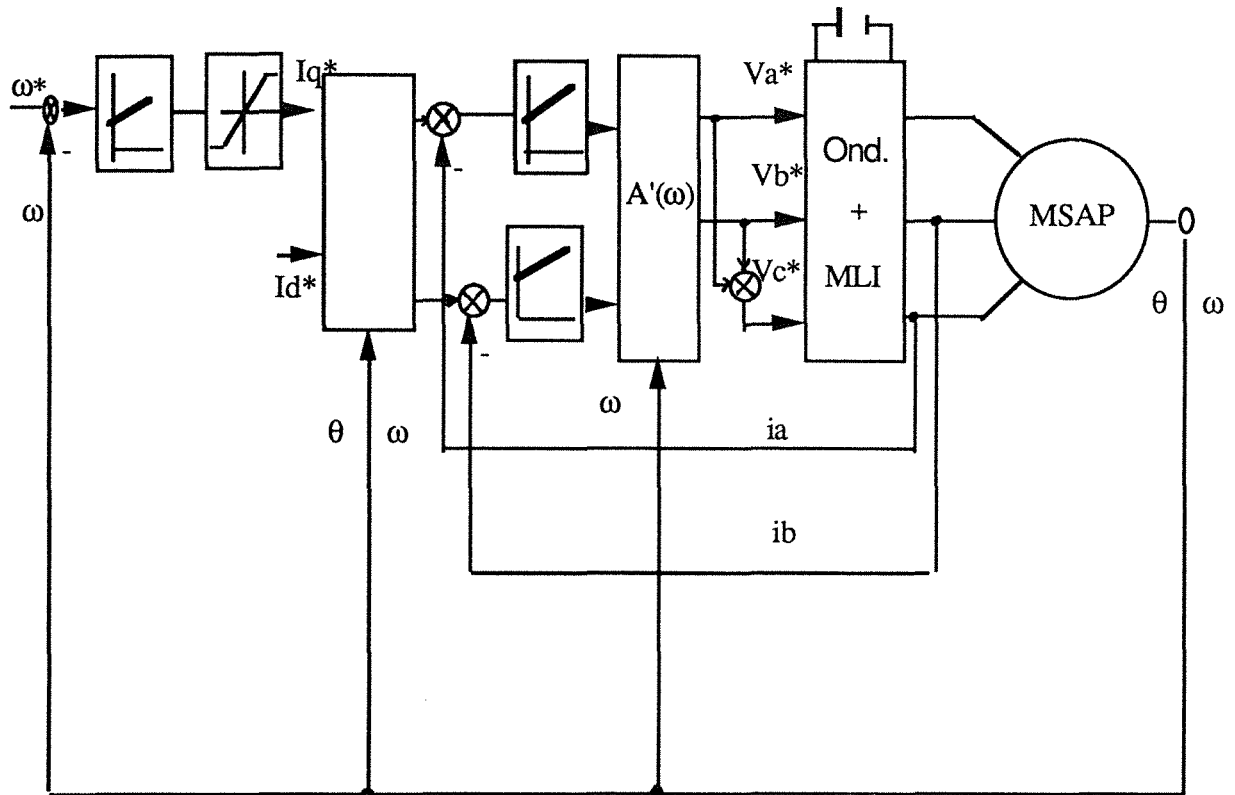 ω*
Iq*
Va*
Ond.
+
MLI
Vb*
MSAP
A'(ω)
-
-
ω
Id*
Vc*
θ ω
-
ω
θ ω
ia
ib